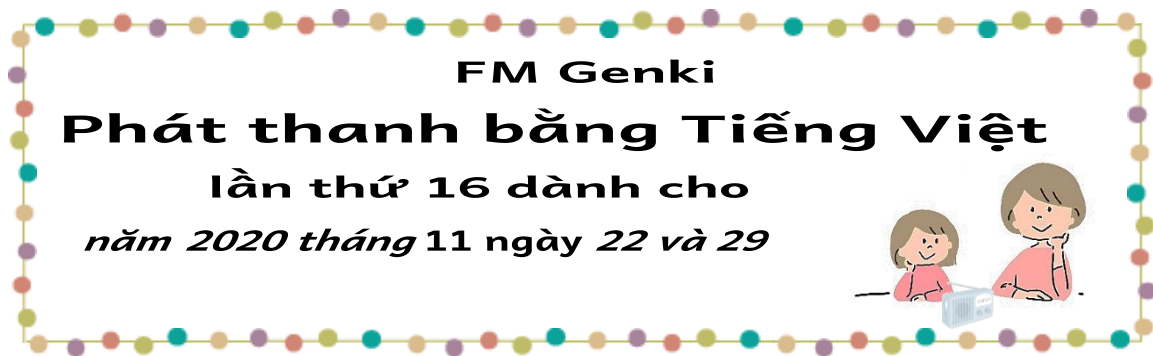 FM Genki
Phát thanh bằng Tiếng Việt
lần thứ 16 dành cho
năm 2020 tháng 11 ngày 22 và 29